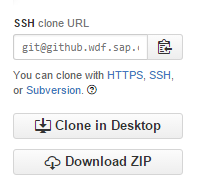 SSH clone URL
git@github.wdf.sap.
You can clone with HTTPS, SSH,
or Subversion.
Clone in Desktop
Download ZIP